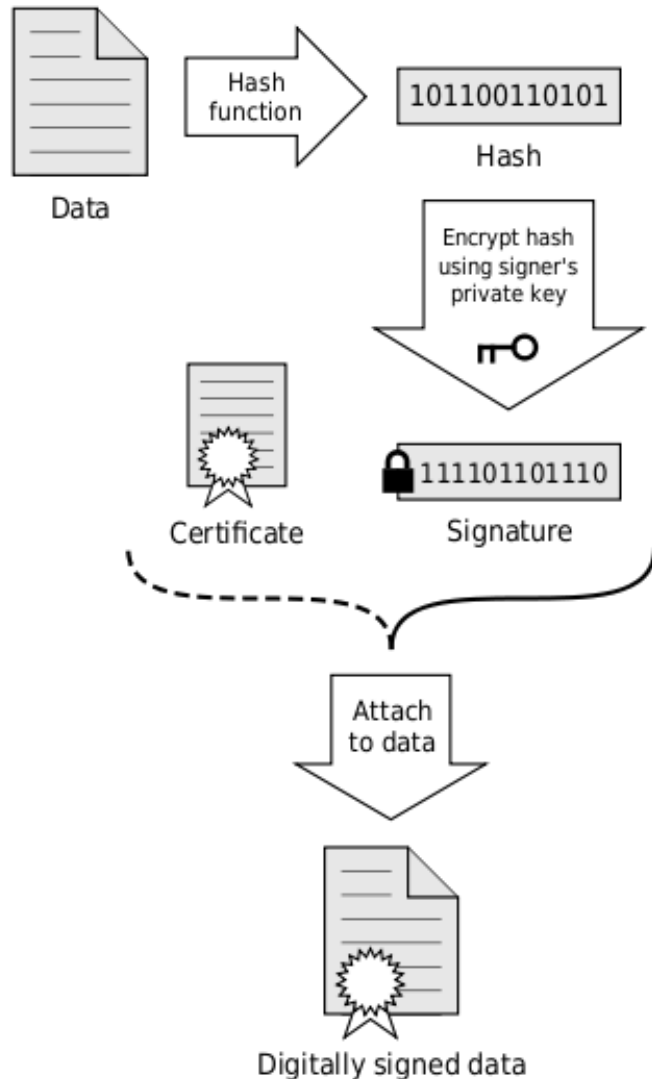 Hash
function
101100110101
Hash
Data
Encrypt hash
using signer's
private key
111101101110
Certificate
Signature
Attach
to data
Digitally signed data